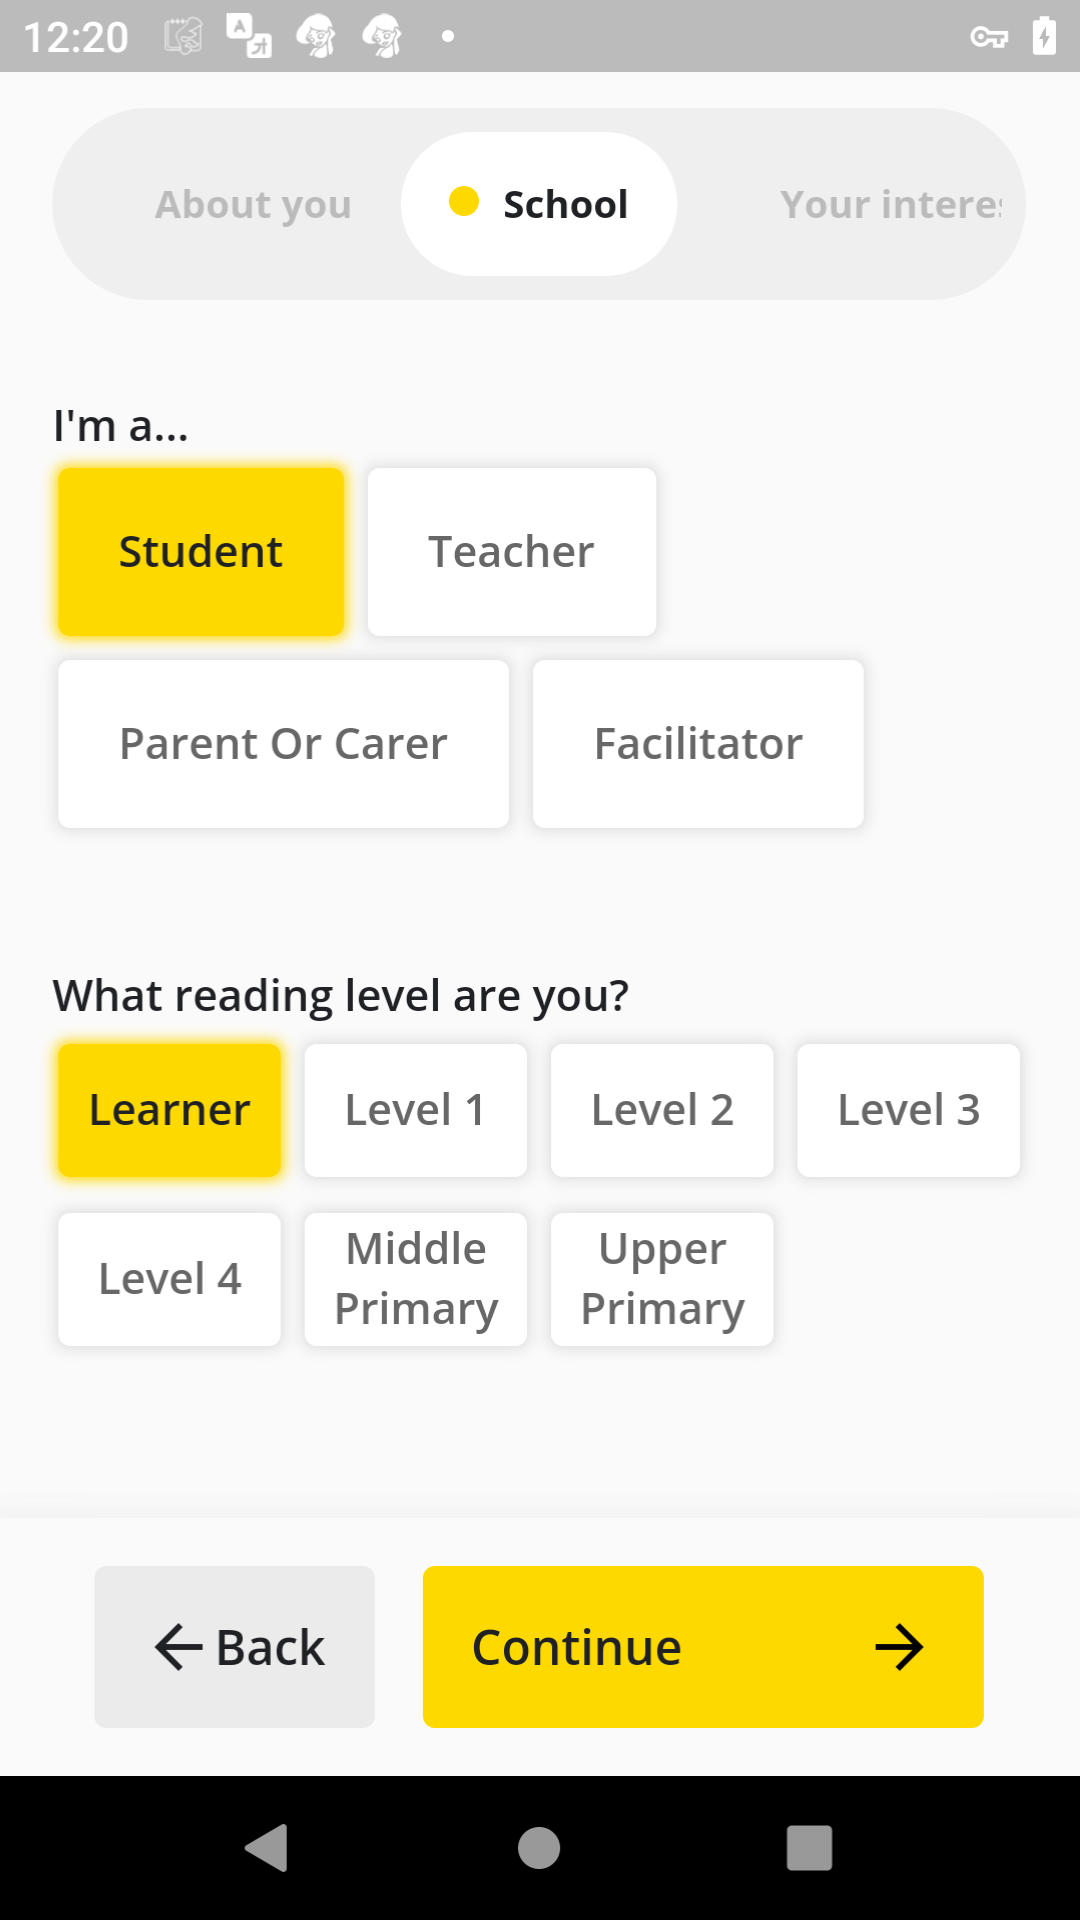 12:20
About you
School
Your interes
I'm a...
Student
Teacher
Parent Or Carer
Facilitator
What reading level are you?
Learner
Level 1
Level 2
Level 3
Level 4
Middle
Primary
Upper
Primary
Back
Continue